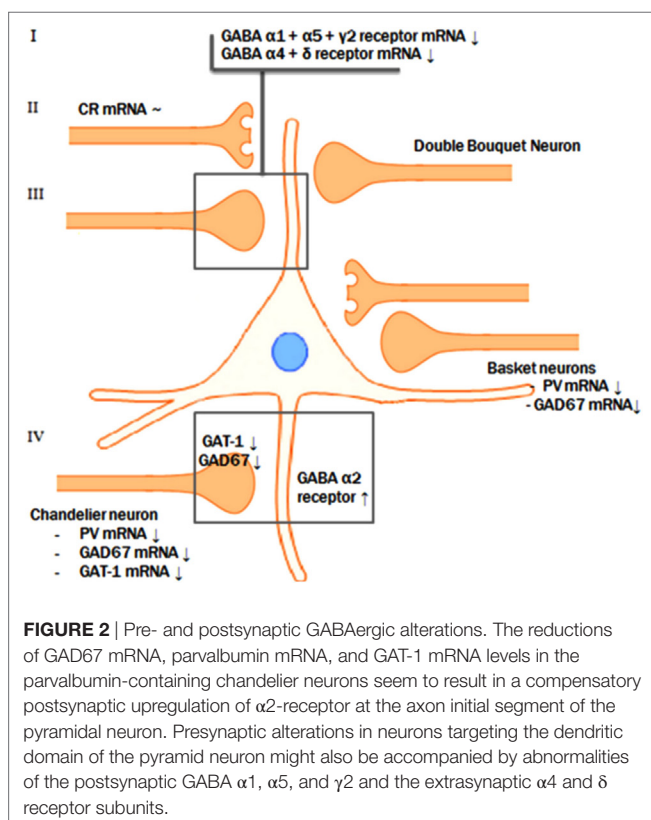 I
GABA α1 + α5 + γ2 receptor mRNA ↓
GABA α4 + δ receptor mRNA ↓
II
CR mRNA ~
Double Bouquet Neuron
III
Basket neurons
- PV mRNA ↓
- GAD67 mRNA↓
IV
GAT-1 ↓
GAD67 ↓
GABA α2
receptor ↑
Chandelier neuron
- PV mRNA ↓
- GAD67 mRNA ↓
- GAT-1 mRNA ↓
FIGURE 2 | Pre- and postsynaptic GABAergic alterations. The reductions
of GAD67 mRNA, parvalbumin mRNA, and GAT-1 mRNA levels in the
parvalbumin-containing chandelier neurons seem to result in a compensatory
postsynaptic upregulation of α2-receptor at the axon initial segment of the
pyramidal neuron. Presynaptic alterations in neurons targeting the dendritic
domain of the pyramid neuron might also be accompanied by abnormalities
of the postsynaptic GABA α1, α5, and γ2 and the extrasynaptic α4 and δ
receptor subunits.